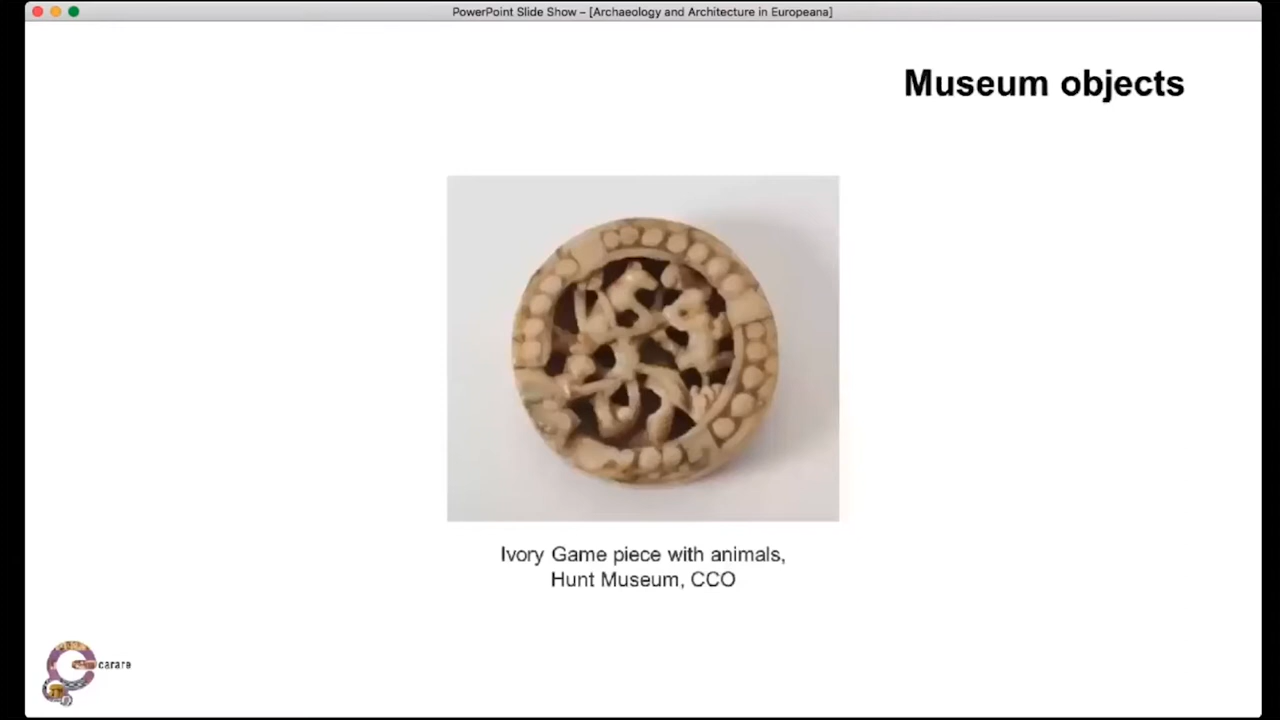 PowerPoint Slide Show – [Archaeology and Architecture in Europeana]
Museum objects
Ivory Game piece with animals,
Hunt Museum, CCO
carare